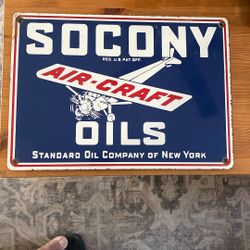 SOCONY
REG. U.S. PAT. OFF.
AIR-CRAFT
OILS
STANDARD OIL COMPANY OF NEW YORK